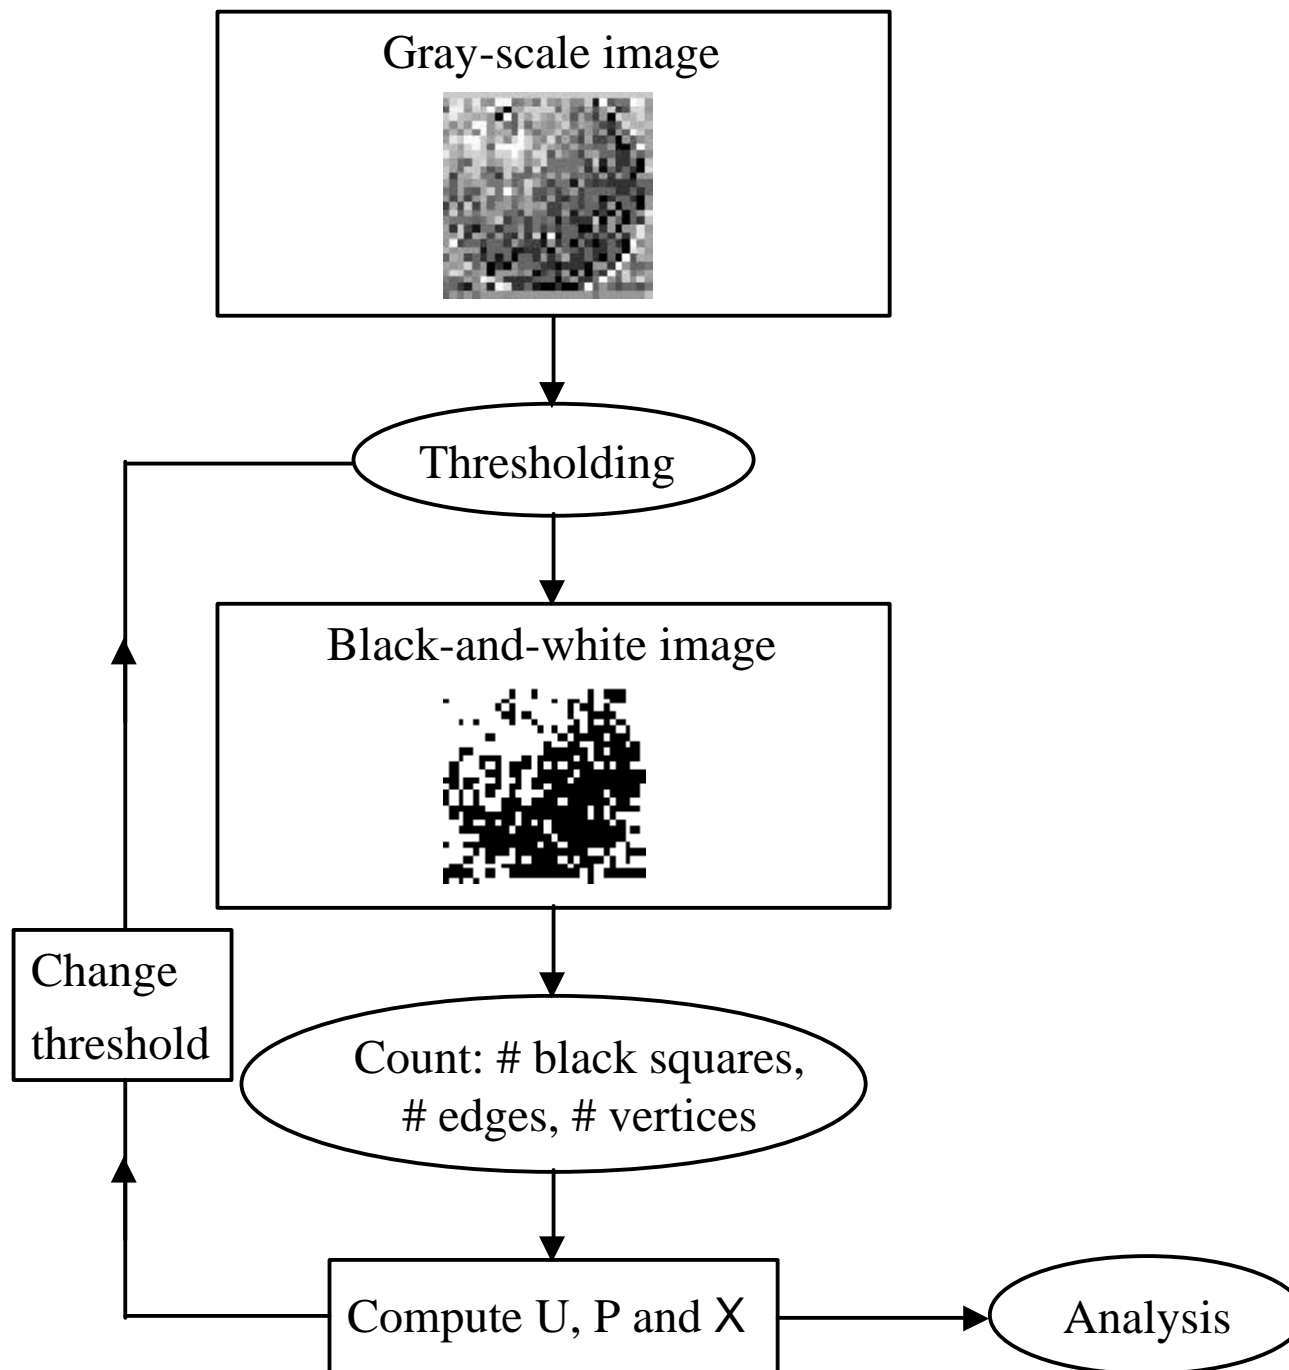 Gray-scale image
Thresholding
Black-and-white image
Change
threshold
Count: # black squares,
# edges, # vertices
Compute U, P and X
Analysis